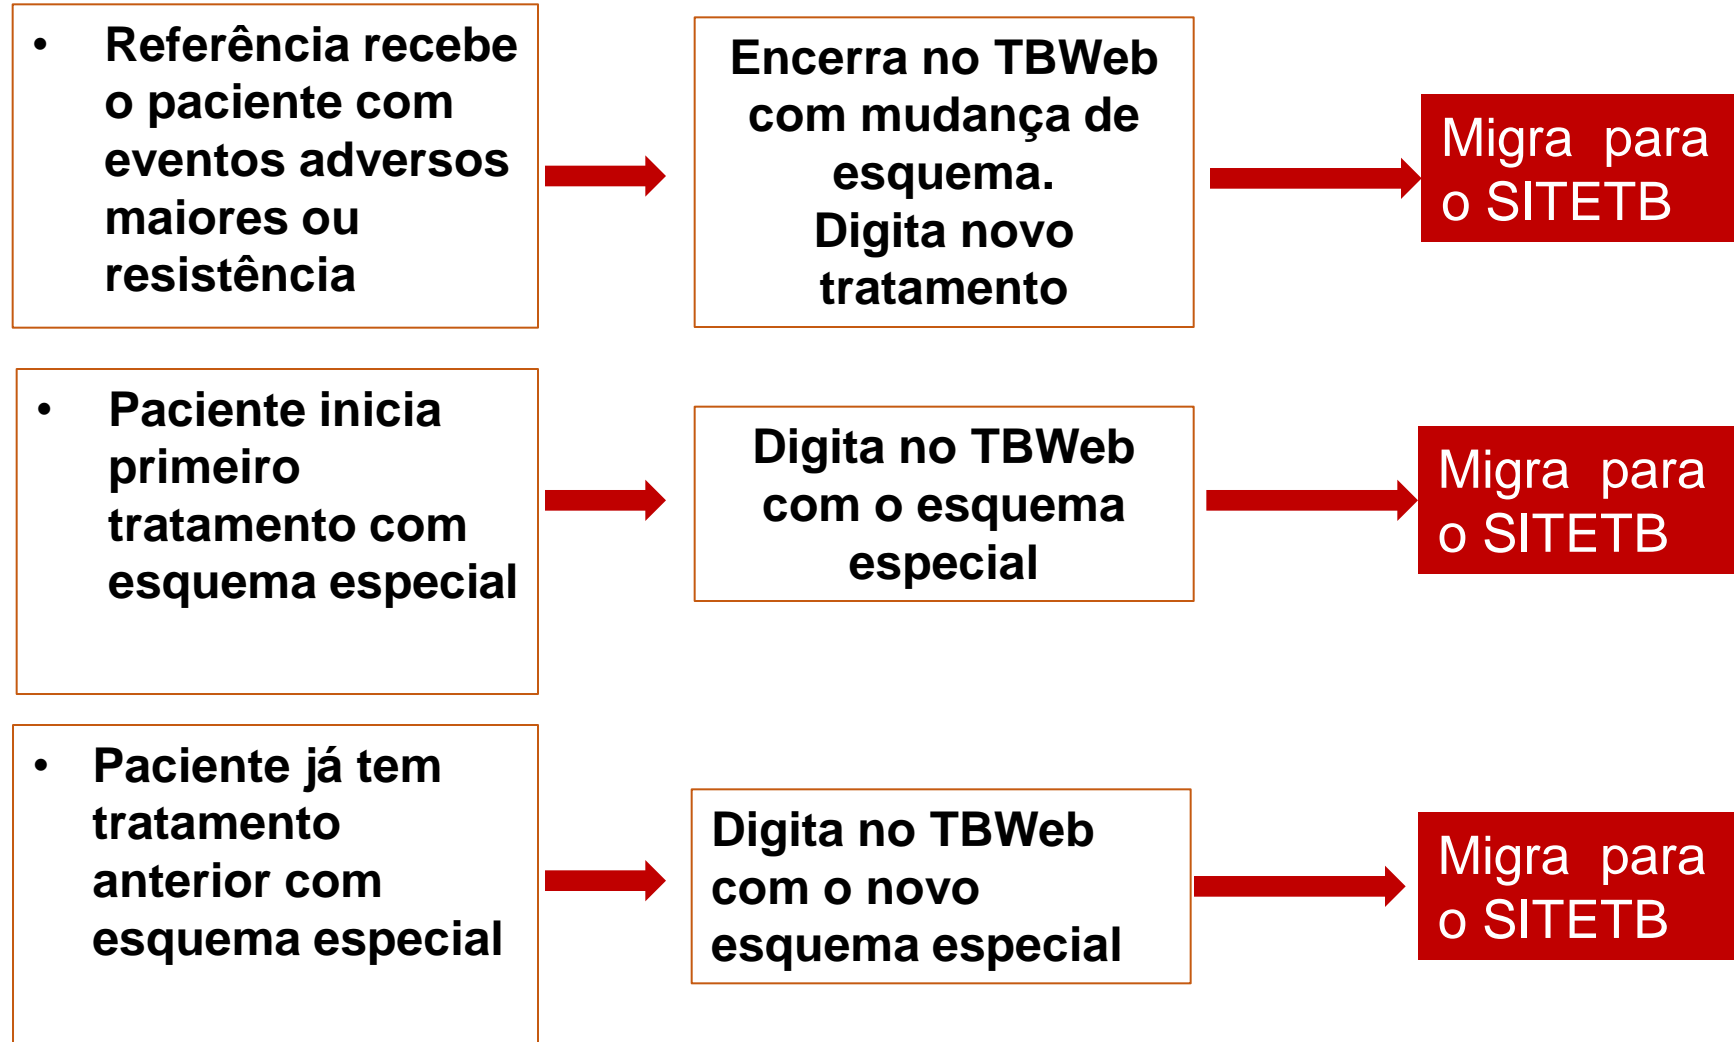 • Referência recebe
o paciente com
eventos adversos
maiores ou
resistência
Encerra no TBWeb
com mudança de
esquema.
Digita novo
tratamento
Migra para
o SITETB
• Paciente inicia
primeiro
tratamento com
esquema especial
Digita no TBWeb
com o esquema
especial
Migra para
o SITETB
• Paciente já tem
tratamento
anterior com
esquema especial
Digita no TBWeb
com o novo
esquema especial
Migra para
o SITETB